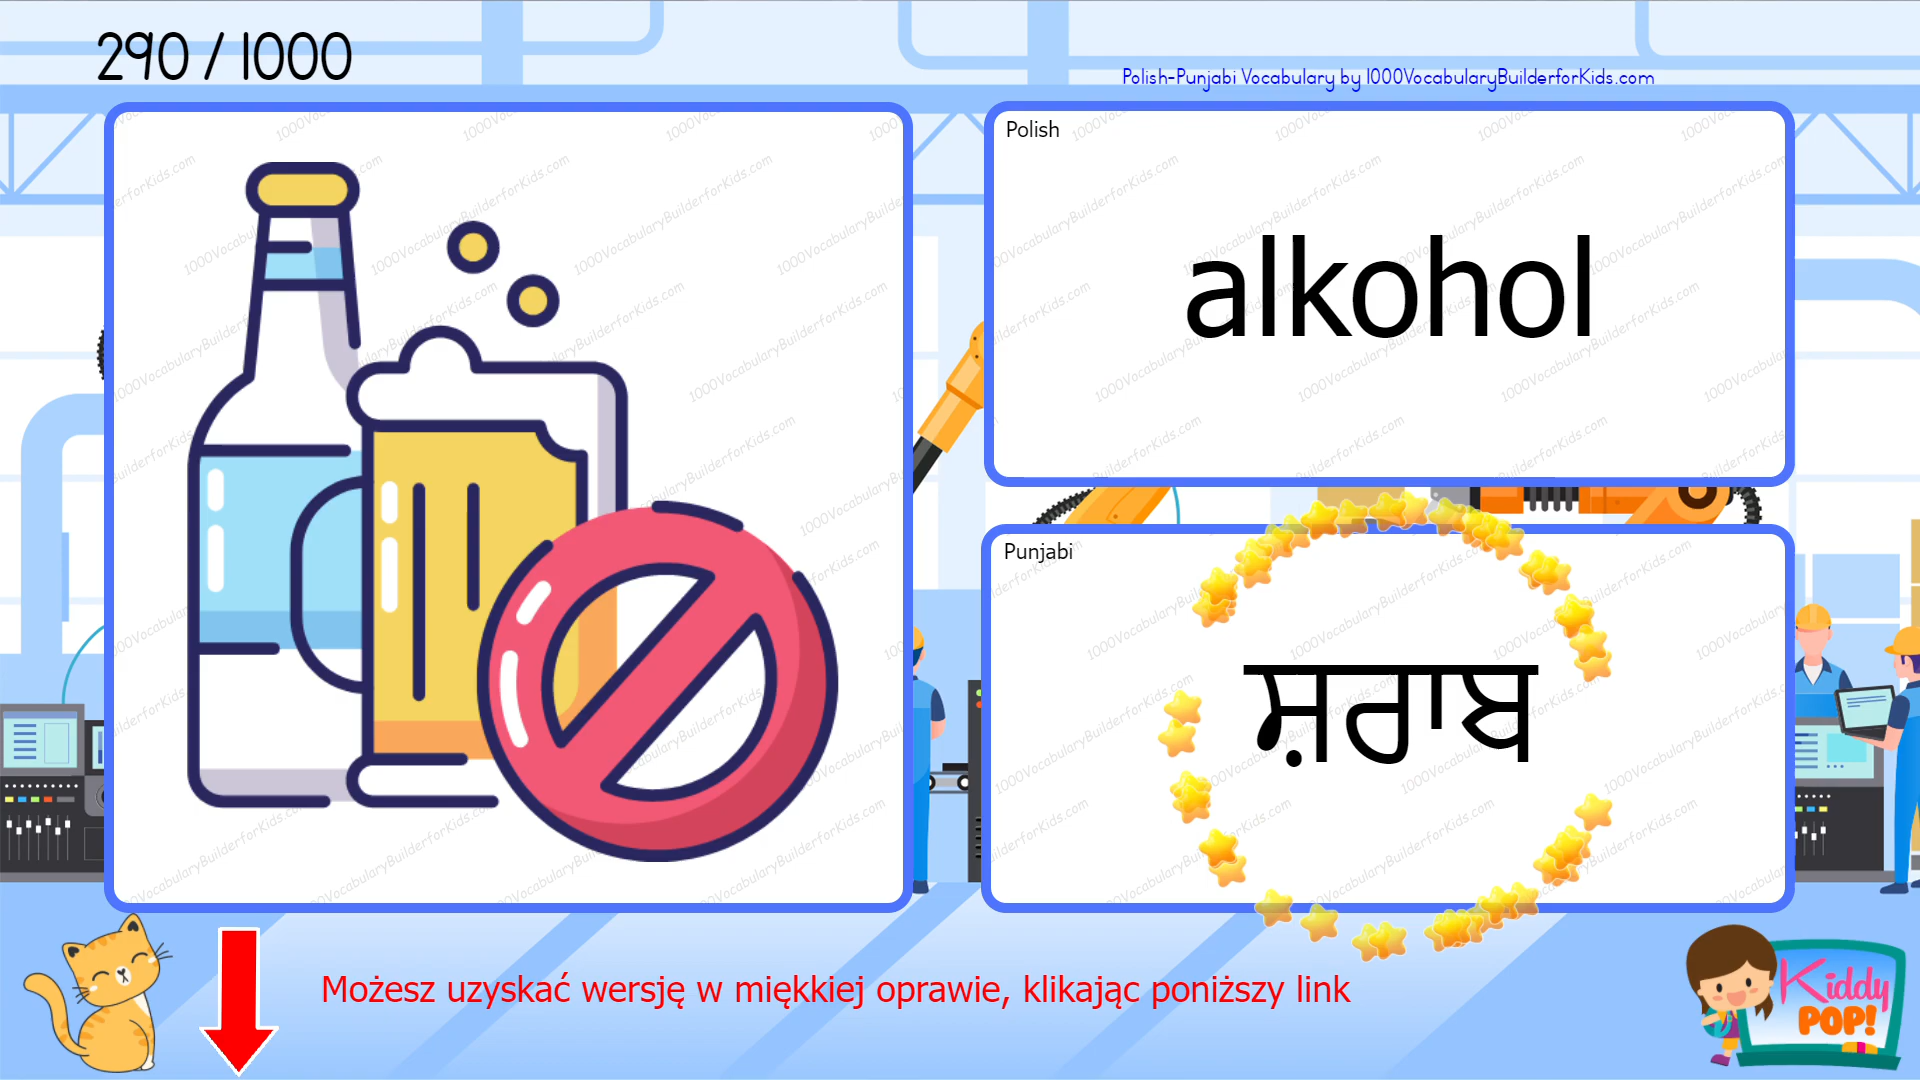 290 / 1000
Polish-Punjabi Vocabulary by 1000VocabularyBuilderforKids.com
Polish
alkohol
Punjabi
ਸ਼ਰਾਬ
Możesz uzyskać wersję w miękkiej oprawie, klikając poniższy link
Kiddy
POP!